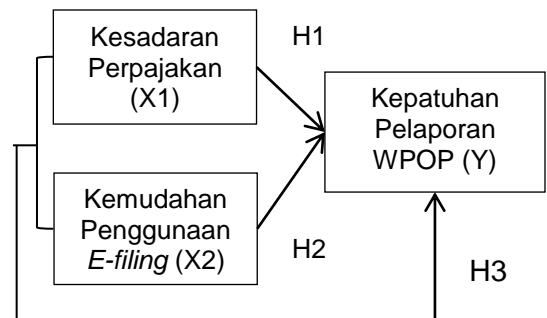 Kesadaran
Perpajakan
(X1)
H1
Kepatuhan
Pelaporan
WPOP (Y)
Kemudahan
Penggunaan
E-filing (X2)
H2
H3